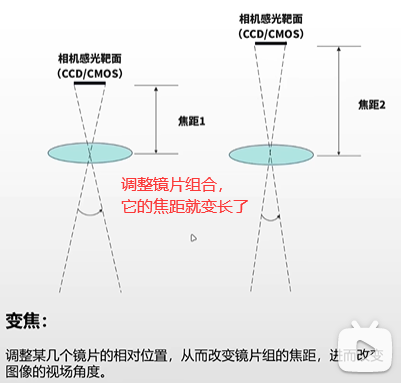 相机感光靶面
（CCD/CMOS）
焦距1
相机感光靶面
（CCD/CMOS）
焦距2
调整镜片组合，
它的焦距就变长了
变焦：
调整某几个镜片的相对位置，从而改变镜片组的焦距，进而改变
图像的视场角度。